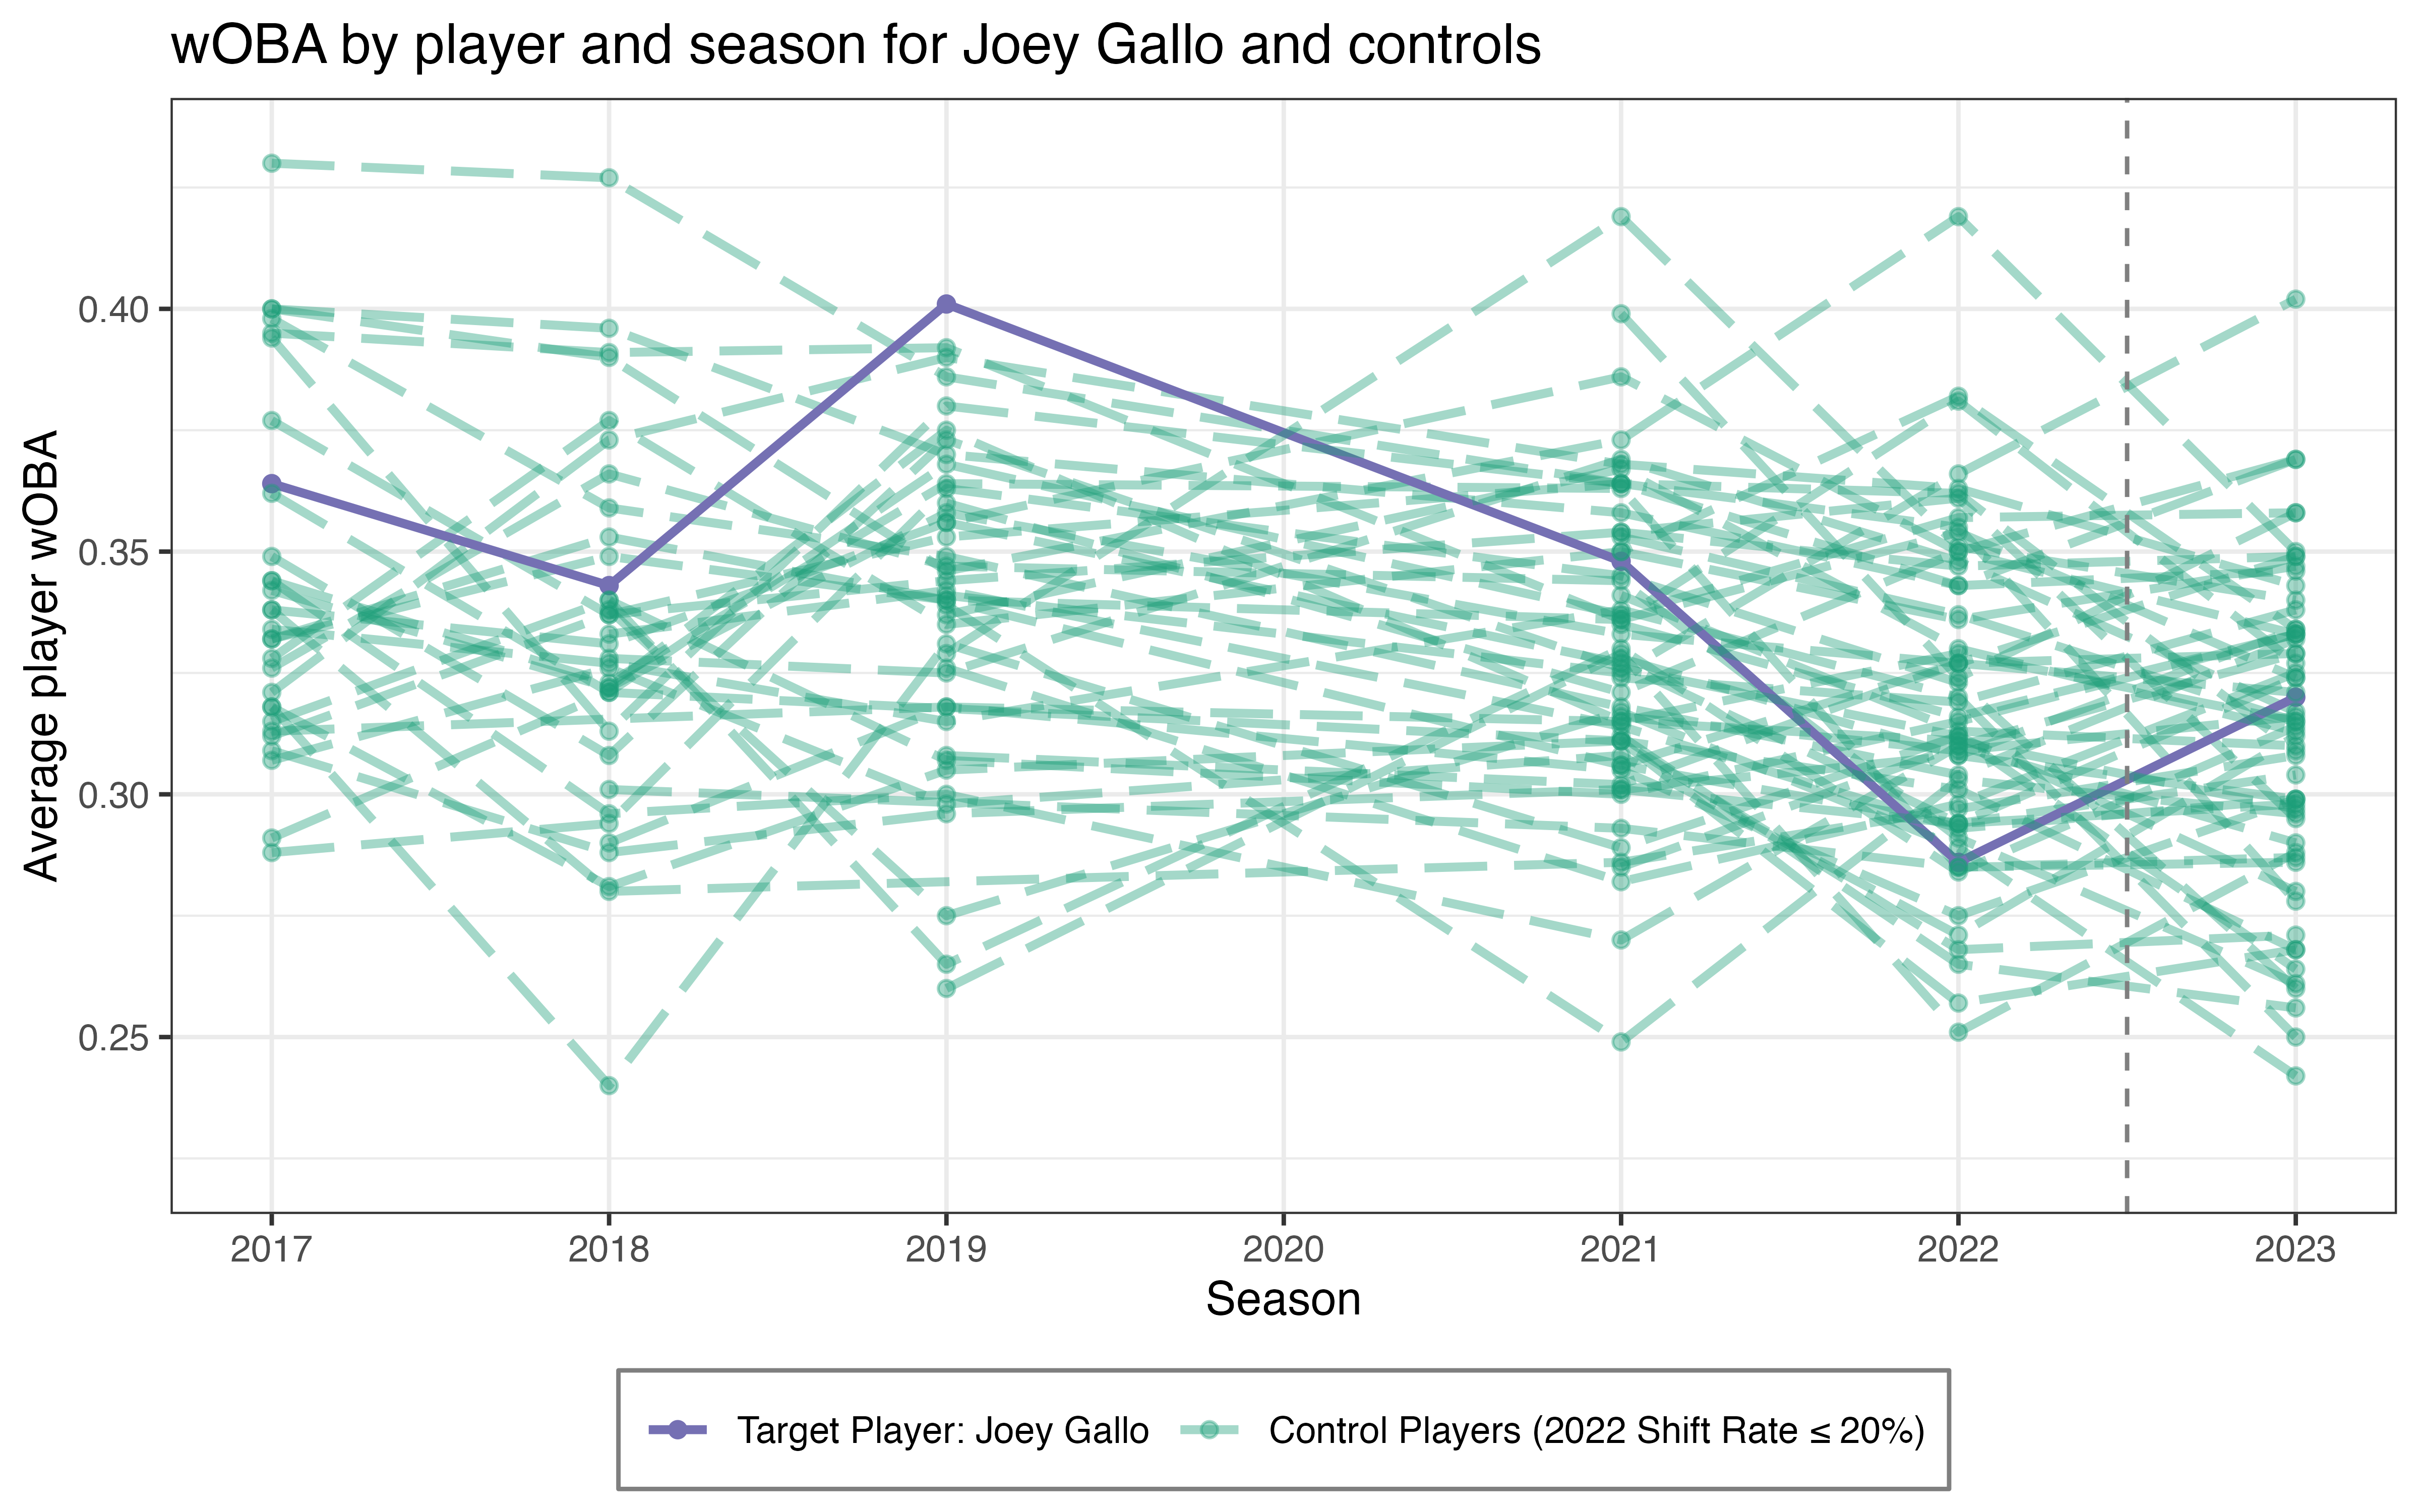 wOBA by player and season for Joey Gallo and controls
Average player wOBA
0.40
0.35
0.30
0.25
2017 2018 2019 2020 2021 2022 2023
Season
Target Player: Joey Gallo Control Players (2022 Shift Rate ≤ 20%)